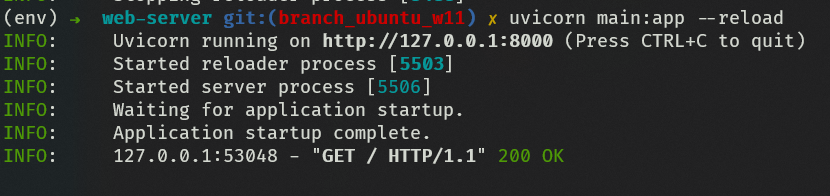 (env) ➜ web-server git:(branch_ubuntu_w11) ✗ uvicorn main:app --reload
INFO: Uvicorn running on http://127.0.0.1:8000 (Press CTRL+C to quit)
INFO: Started reloader process [5503]
INFO: Started server process [5506]
INFO: Waiting for application startup.
INFO: Application startup complete.
INFO: 127.0.0.1:53048 - "GET / HTTP/1.1" 200 OK